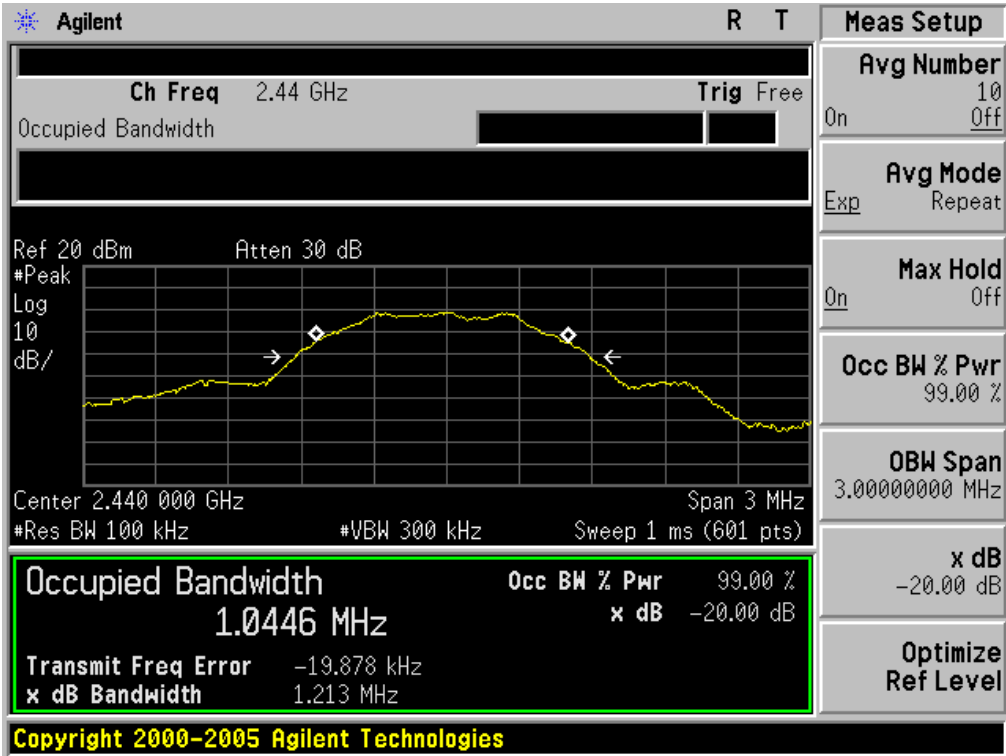 Agilent R T
Meas Setup
Ch Freq 2.44 GHz Trig Free
Occupied Bandwidth
Ref 20 dBm Atten 30 dB
#Peak
Log
10
dB/
Center 2.440 000 GHz Span 3 MHz
#Res BW 100 kHz #VBW 300 kHz Sweep 1 ms (601 pts)
Occupied Bandwidth
1.0446 MHz
Occ BW % Pwr 99.00 %
x dB -20.00 dB
Transmit Freq Error -19.878 kHz
x dB Bandwidth 1.213 MHz
Copyright 2000-2005 Agilent Technologies
Avg Number
10
On Off
Avg Mode
Exp Repeat
Max Hold
On Off
Occ BW % Pwr
99.00 %
OBW Span
3.00000000 MHz
x dB
-20.00 dB
Optimize
Ref Level